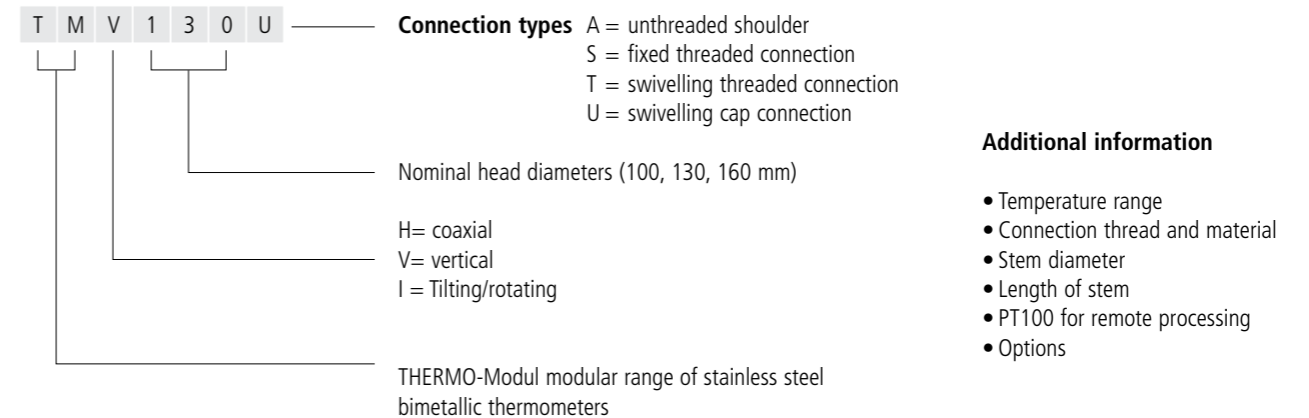 T M V 1 3 0 U
Connection types A = unthreaded shoulder
S = fixed threaded connection
T = swivelling threaded connection
U = swivelling cap connection
Nominal head diameters (100, 130, 160 mm)
H= coaxial
V= vertical
I = Tilting/rotating
THERMO-Modul modular range of stainless steel
bimetallic thermometers
Additional information
• Temperature range
• Connection thread and material
• Stem diameter
• Length of stem
• PT100 for remote processing
• Options